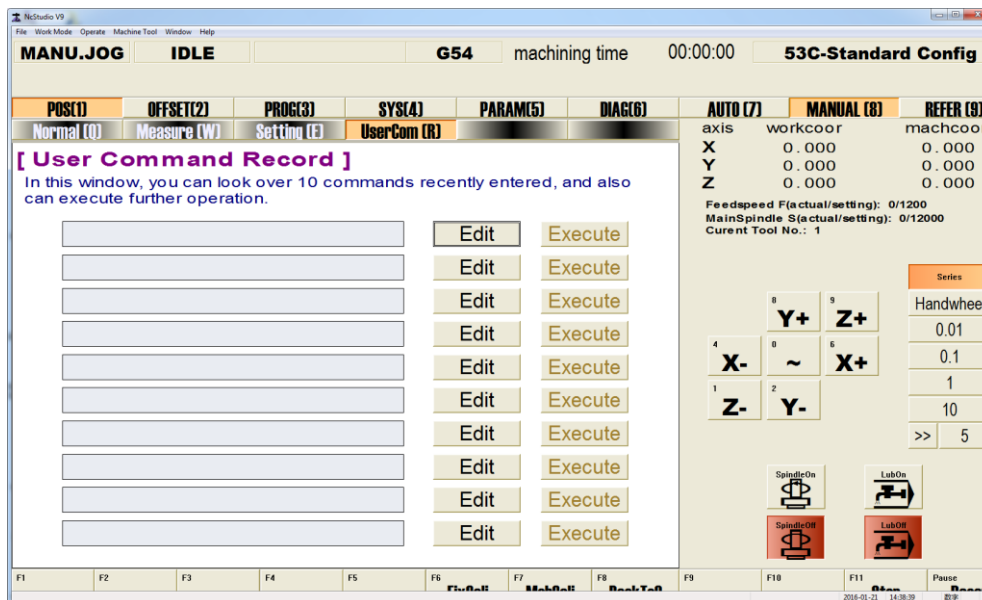 NcStudio V9
File Work Mode Operate Machine Tool Window Help
MANU.JOG IDLE G54 machining time 00:00:00 53C-Standard Config
POS(1) OFFSET(2) PROG(3) SYS(4) PARAM(5) DIAG(6) AUTO (7) MANUAL (8) REFER (9)
Normal (Q) Measure (W) Setting (E) UserCom (R)
axis workcoor machcoor
X 0.000 0.000
Y 0.000 0.000
Z 0.000 0.000
Feedspeed F(actual/setting): 0/1200
MainSpindle S(actual/setting): 0/12000
Curent Tool No.: 1
[ User Command Record ]
In this window, you can look over 10 commands recently entered, and also
can execute further operation.
Edit Execute
Edit Execute
Edit Execute
Edit Execute
Edit Execute
Edit Execute
Edit Execute
Edit Execute
Edit Execute
Edit Execute
Series
Handwhee
0.01
0.1
1
10
>> 5
8 Y+ 9 Z+
4 X- 0 ~ 6 X+
1 Z- 2 Y-
SpindleOn LubOn
SpindleOff LubOff
F1 F2 F3 F4 F5 F6 F7 F8 F9 F10 F11 Pause
2016-01-21 14:38:39 数字